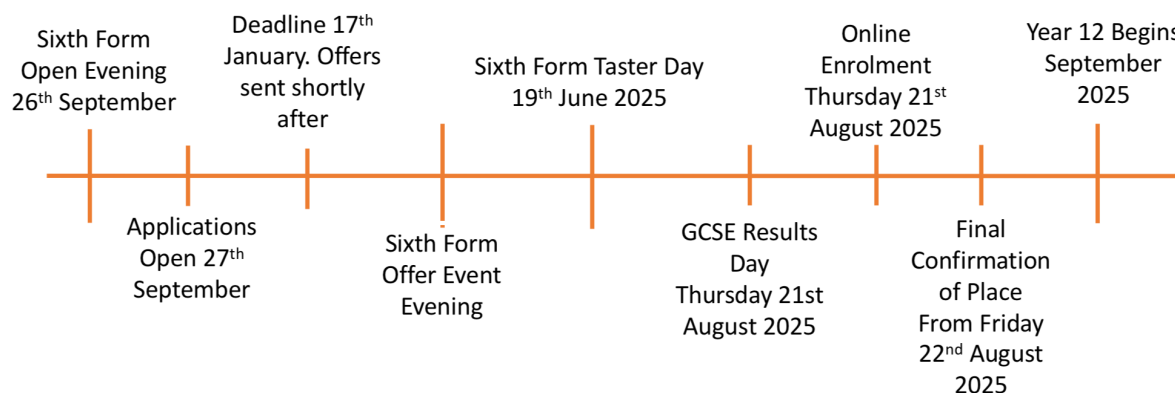 Sixth Form
Open Evening
26th September
Applications
Open 27th
September
Deadline 17th
January. Offers
sent shortly
after
Sixth Form
Offer Event
Evening
Sixth Form Taster Day
19th June 2025
GCSE Results
Day
Thursday 21st
August 2025
Online
Enrolment
Thursday 21st
August 2025
Final
Confirmation
of Place
From Friday
22nd August
2025
Year 12 Begins
September
2025